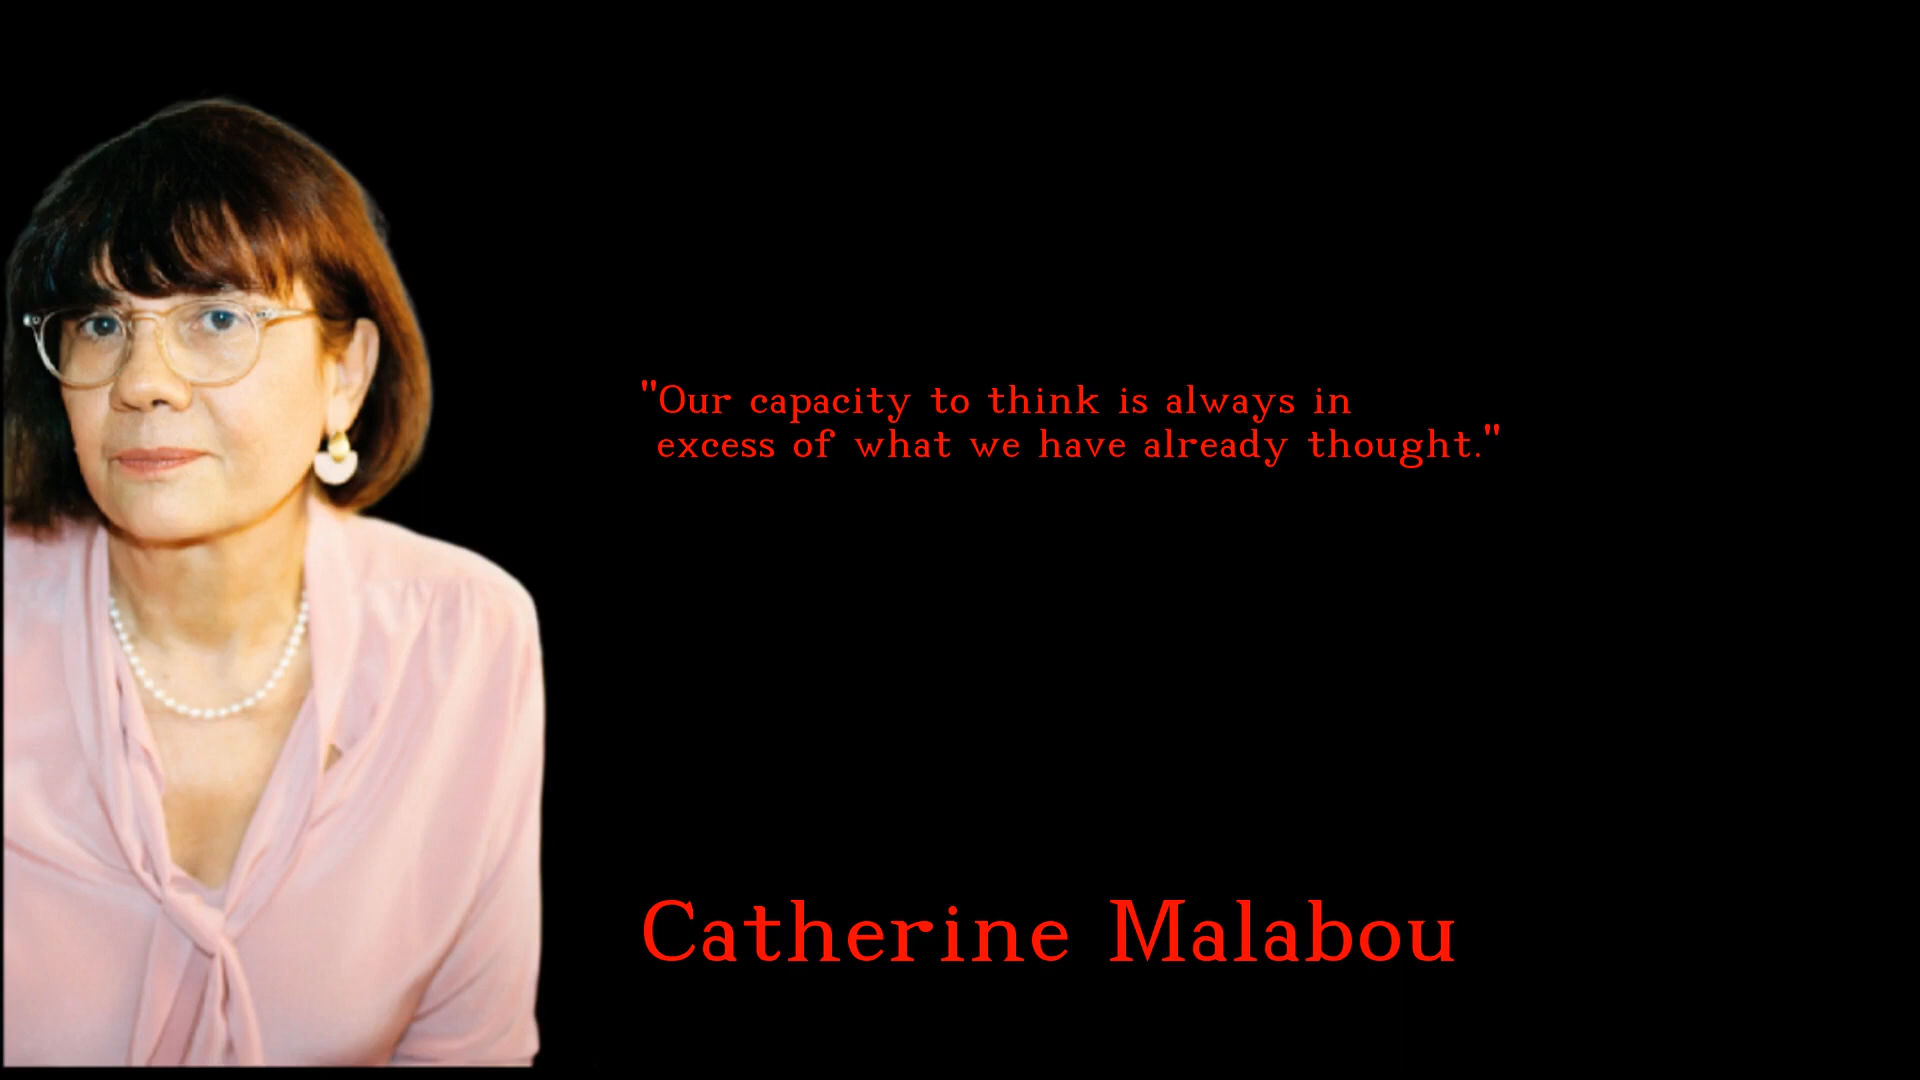 "Our capacity to think is always in
excess of what we have already thought."
Catherine Malabou